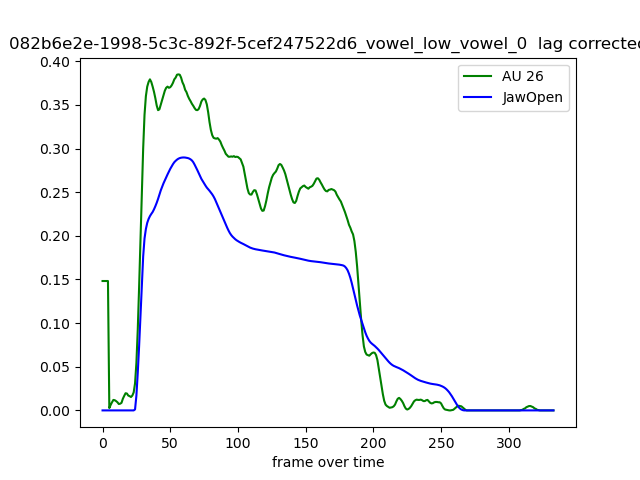 082b6e2e-1998-5c3c-892f-5cef247522d6_vowel_low_vowel_0 lag corrected
AU 26
JawOpen
0.40
0.35
0.30
0.25
0.20
0.15
0.10
0.05
0.00
0 50 100 150 200 250 300
frame over time